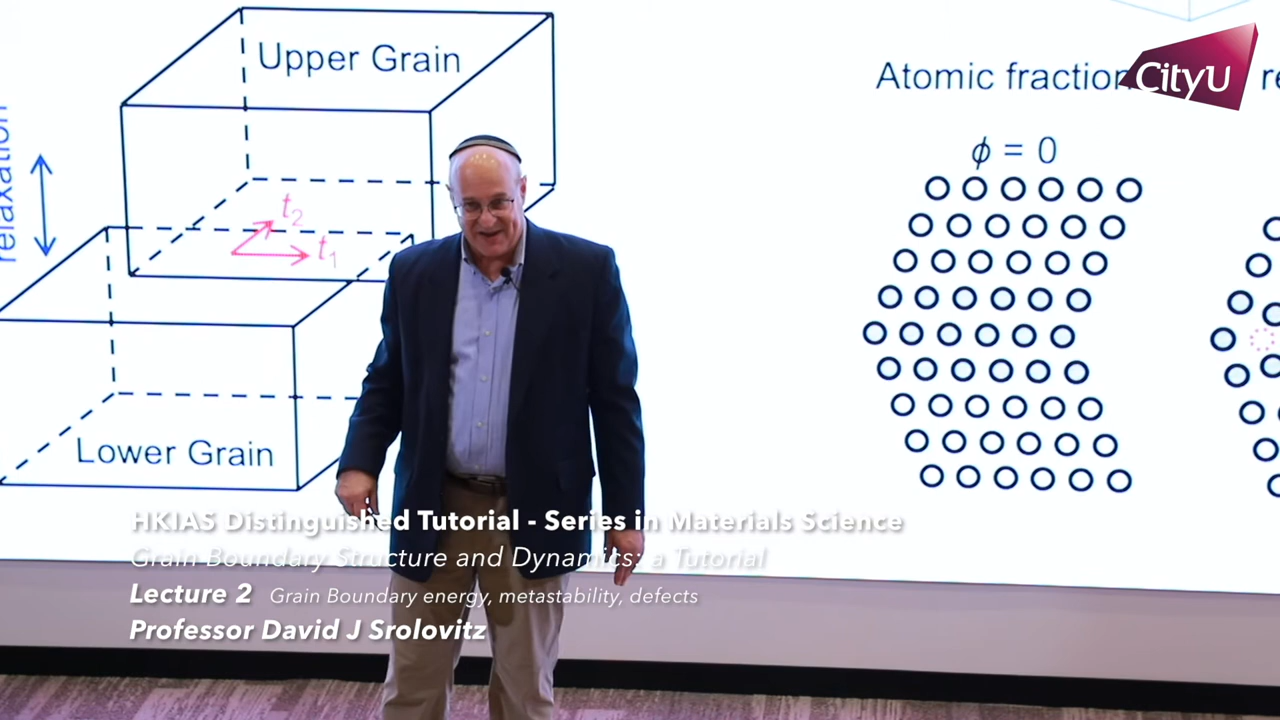 Upper Grain
relaxation
t₂
t₁
Lower Grain
Atomic fraction
CityU
ϕ = 0
HKIAS Distinguished Tutorial - Series in Materials Science
Grain Boundary Structure and Dynamics: a Tutorial
Lecture 2 Grain Boundary energy, metastability, defects
Professor David J Srolovitz